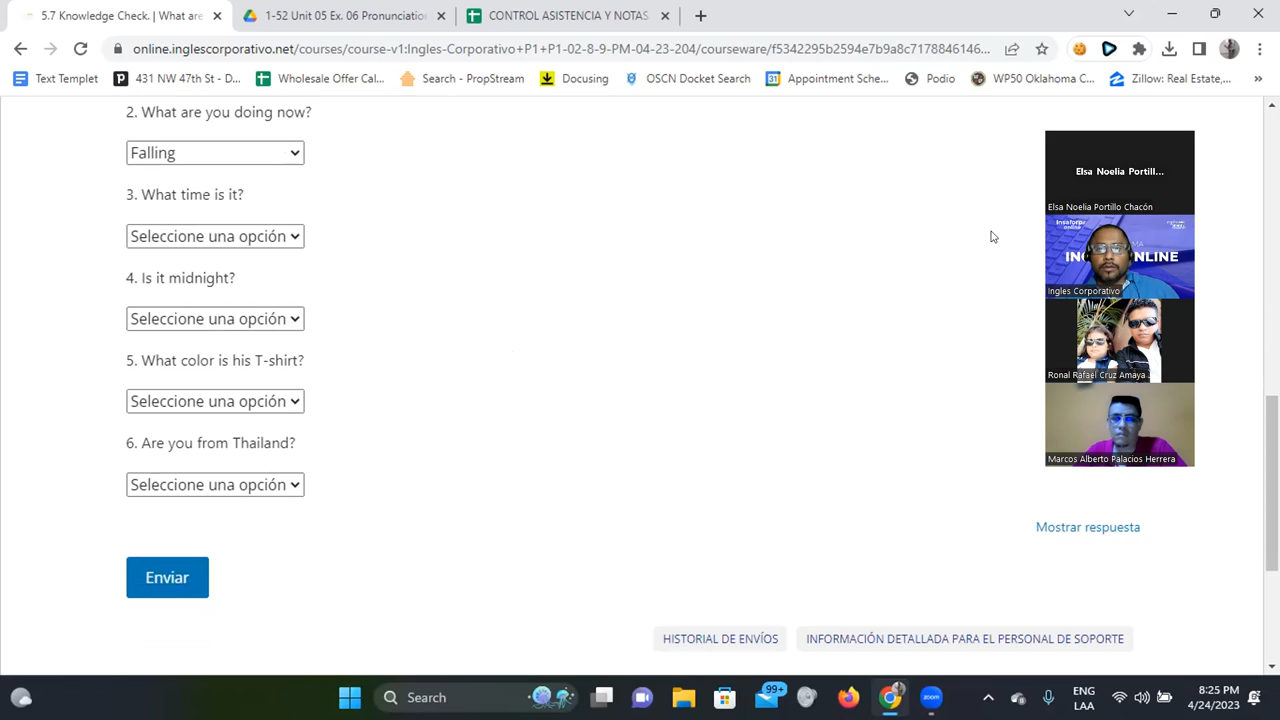 5.7 Knowledge Check. | What are
1-52 Unit 05 Ex. 06 Pronunciation
CONTROL ASISTENCIA Y NOTAS.
online.inglescorporativo.net/courses/course-v1:Ingles-Corporativo+P1+P1-02-8-9-PM-04-23-204/courseware/f5342295b2594e7b9a8c7178846146...
Text Templet
431 NW 47th St - D...
Wholesale Offer Cal...
Search - PropStream
Docusing
OSCN Docket Search
Appointment Sche...
Podio
WP50 Oklahoma C...
Zillow: Real Estate,...
2. What are you doing now?
Falling
3. What time is it?
Seleccione una opción
4. Is it midnight?
Seleccione una opción
5. What color is his T-shirt?
Seleccione una opción
6. Are you from Thailand?
Seleccione una opción
Elsa Noelia Portill...
Elsa Noelia Portillo Chacón
Ingles Corporativo
Ronal Rafael Cruz Amaya
Marcos Alberto Palacios Herrera
Mostrar respuesta
Enviar
HISTORIAL DE ENVÍOS
INFORMACIÓN DETALLADA PARA EL PERSONAL DE SOPORTE
Search
99+
zoom
ENG
LAA
8:25 PM
4/24/2023